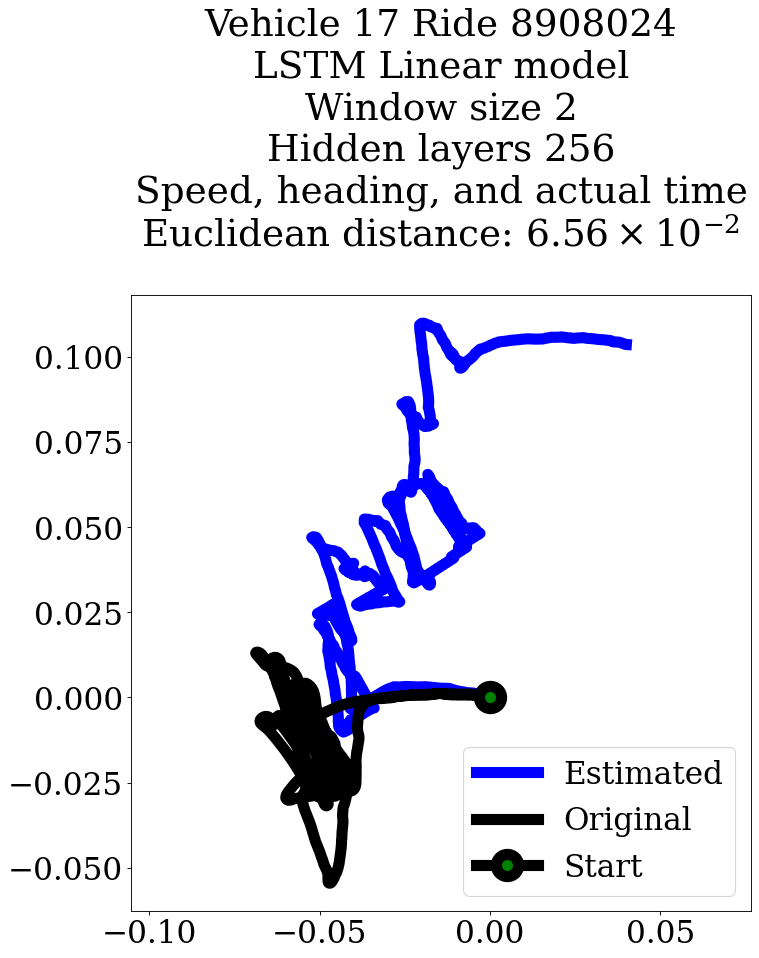 Vehicle 17 Ride 8908024
LSTM Linear model
Window size 2
Hidden layers 256
Speed, heading, and actual time
Euclidean distance: 6.56 × 10⁻²
0.100
0.075
0.050
0.025
0.000
−0.025
−0.050
−0.10 −0.05 0.00 0.05
Estimated
Original
Start